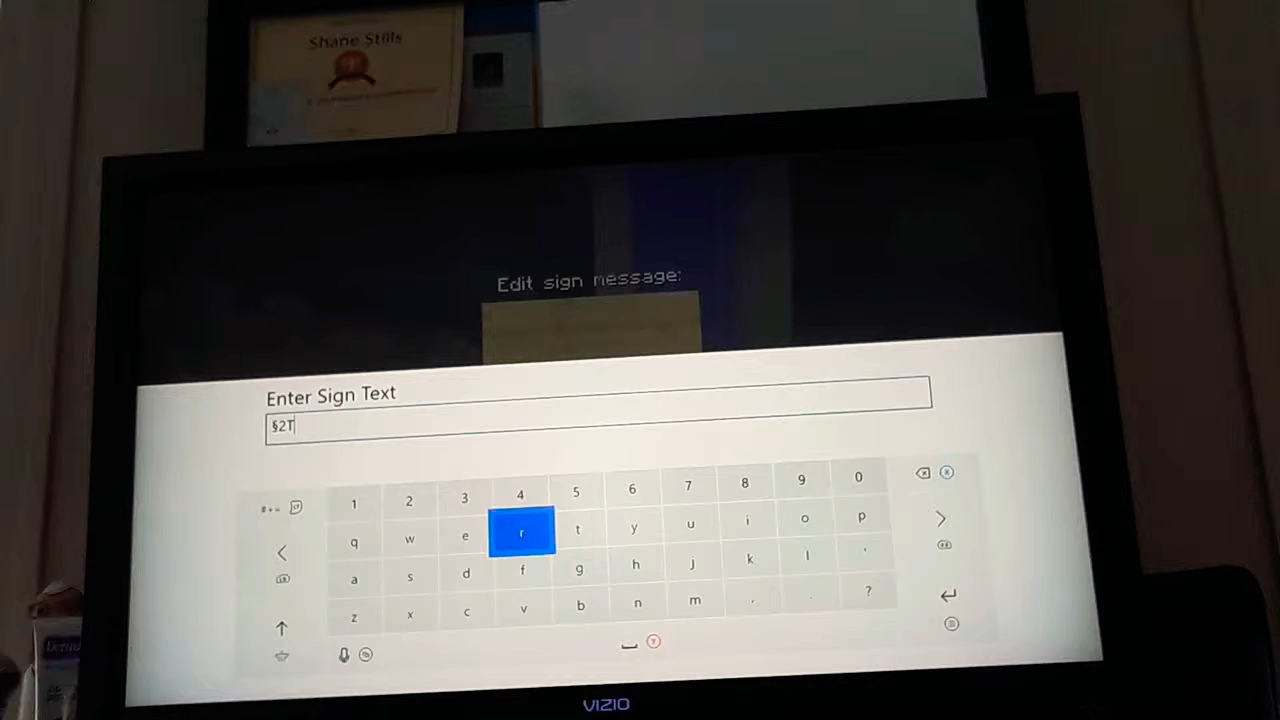 Shane Stills
Edit sign message:
Enter Sign Text
§2T
1 2 3 4 5 6 7 8 9 0
q w e r t y u i o p
a s d f g h j k l '
z x c v b n m , . ?
VIZIO